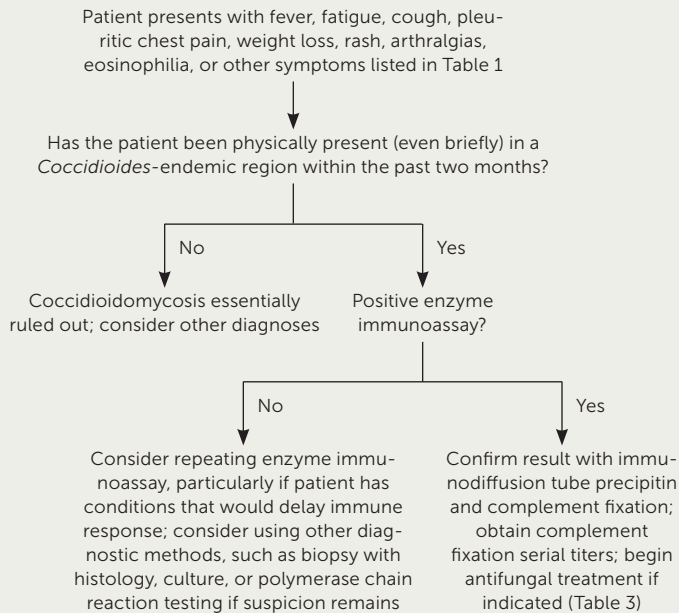 Patient presents with fever, fatigue, cough, pleu-
ritic chest pain, weight loss, rash, arthralgias,
eosinophilia, or other symptoms listed in Table 1
Has the patient been physically present (even briefly) in a
Coccidioides-endemic region within the past two months?
No
Yes
Coccidioidomycosis essentially
ruled out; consider other diagnoses
Positive enzyme
immunoassay?
No
Yes
Consider repeating enzyme immu-
noassay, particularly if patient has
conditions that would delay immune
response; consider using other diag-
nostic methods, such as biopsy with
histology, culture, or polymerase chain
reaction testing if suspicion remains
Confirm result with immu-
nodiffusion tube precipitin
and complement fixation;
obtain complement
fixation serial titers; begin
antifungal treatment if
indicated (Table 3)